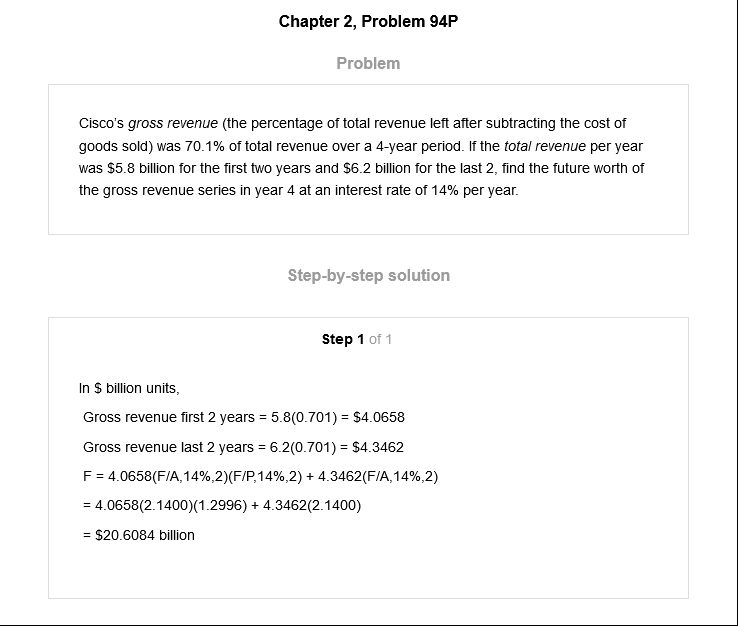 Chapter 2, Problem 94P
Problem
Cisco's gross revenue (the percentage of total revenue left after subtracting the cost of
goods sold) was 70.1% of total revenue over a 4-year period. If the total revenue per year
was $5.8 billion for the first two years and $6.2 billion for the last 2, find the future worth of
the gross revenue series in year 4 at an interest rate of 14% per year.
Step-by-step solution
Step 1 of 1
In $ billion units,
Gross revenue first 2 years = 5.8(0.701) = $4.0658
Gross revenue last 2 years = 6.2(0.701) = $4.3462
F = 4.0658(F/A,14%,2)(F/P,14%,2) + 4.3462(F/A,14%,2)
= 4.0658(2.1400)(1.2996) + 4.3462(2.1400)
= $20.6084 billion